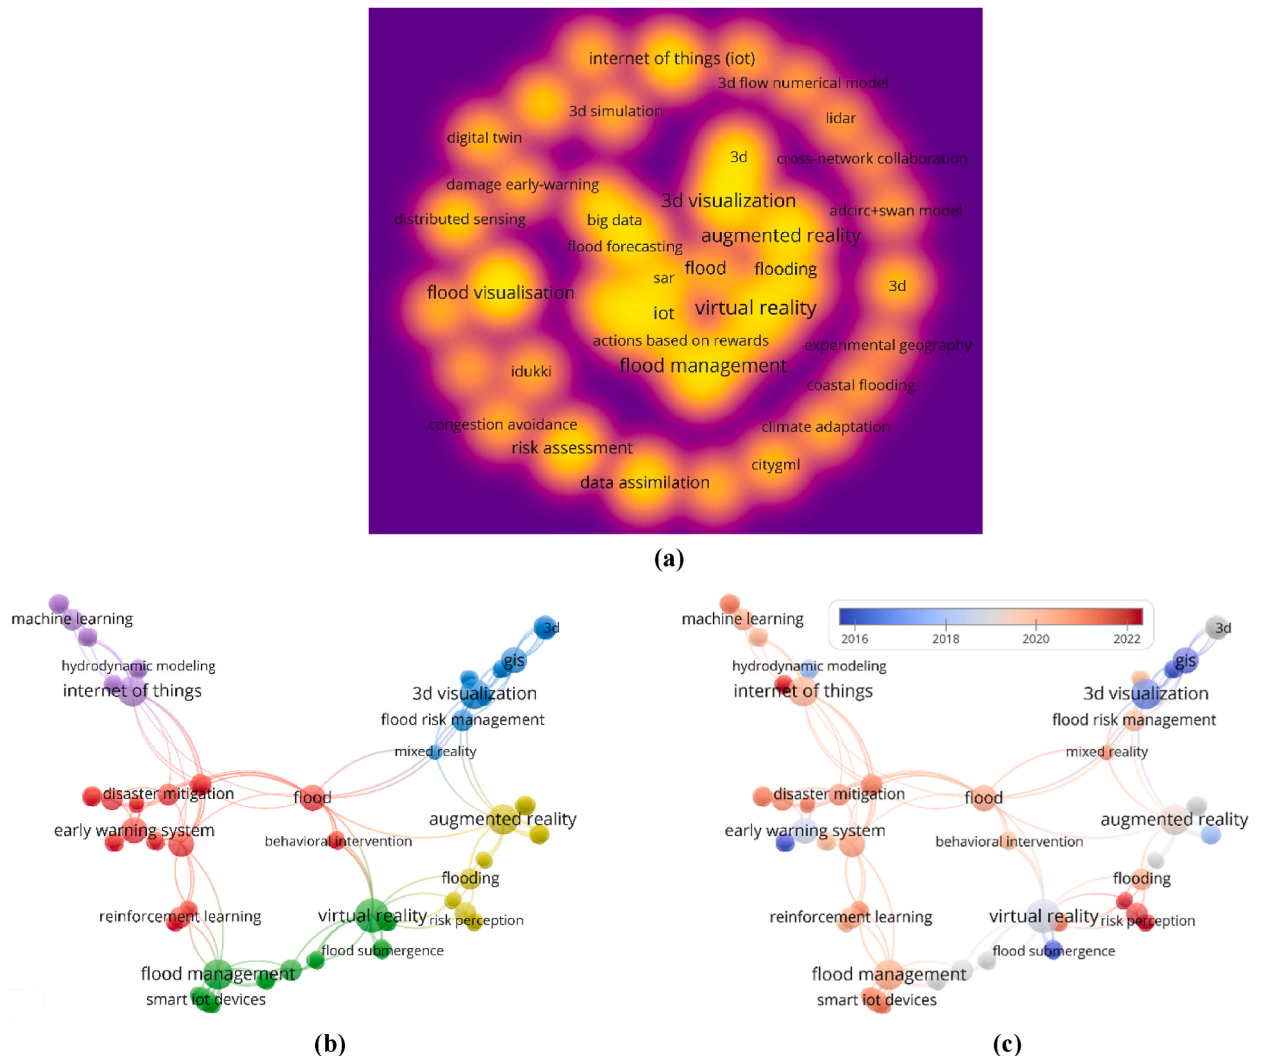 internet of things (iot)
3d flow numerical model
3d simulation
lidar
digital twin
3d
cross-network collaboration
damage early-warning
3d visualization
distributed sensing
big data
adcirc+swan model
augmented reality
flood forecasting
flood
flooding
sar
3d
flood visualisation
iot
virtual reality
actions based on rewards
experimental geography
flood management
idukki
coastal flooding
congestion avoidance
climate adaptation
risk assessment
citygml
data assimilation
(a)
machine learning
3d
gis
hydrodynamic modeling
internet of things
3d visualization
flood risk management
mixed reality
disaster mitigation
flood
early warning system
augmented reality
behavioral intervention
flooding
reinforcement learning
virtual reality
risk perception
flood submergence
flood management
smart iot devices
(b)
2016
2018
2020
2022
machine learning
3d
gis
hydrodynamic modeling
internet of things
3d visualization
flood risk management
mixed reality
disaster mitigation
flood
early warning system
augmented reality
behavioral intervention
flooding
reinforcement learning
virtual reality
risk perception
flood submergence
flood management
smart iot devices
(c)